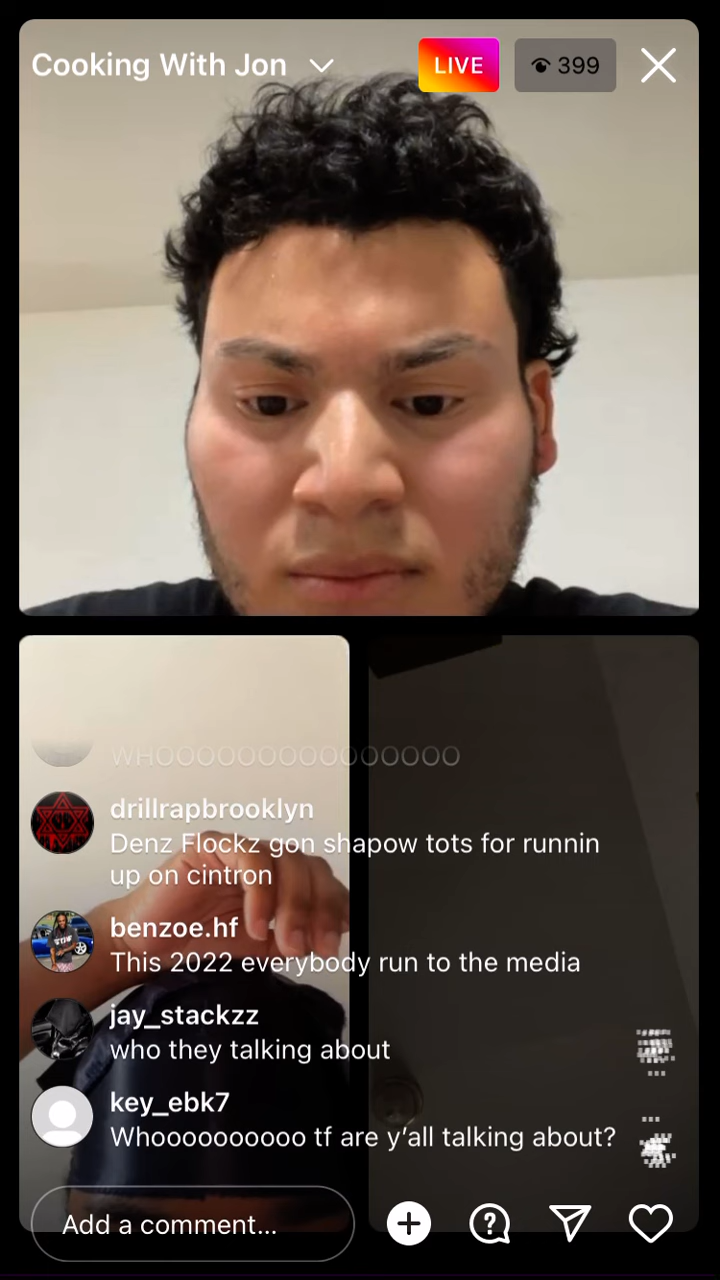 Cooking With Jon
LIVE
399
WHOOOOOOOOOOOOOOO
drillrapbrooklyn
Denz Flockz gon shapow tots for runnin
up on cintron
benzoe.hf
This 2022 everybody run to the media
jay_stackzz
who they talking about
key_ebk7
Whoooooooooo tf are y’all talking about?
Add a comment...